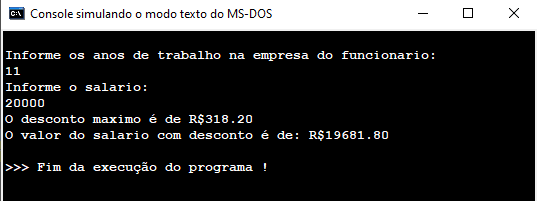 C:\ Console simulando o modo texto do MS-DOS
Informe os anos de trabalho na empresa do funcionario:
11
Informe o salario:
20000
O desconto maximo é de R$318.20
O valor do salario com desconto é de: R$19681.80
>>> Fim da execução do programa !